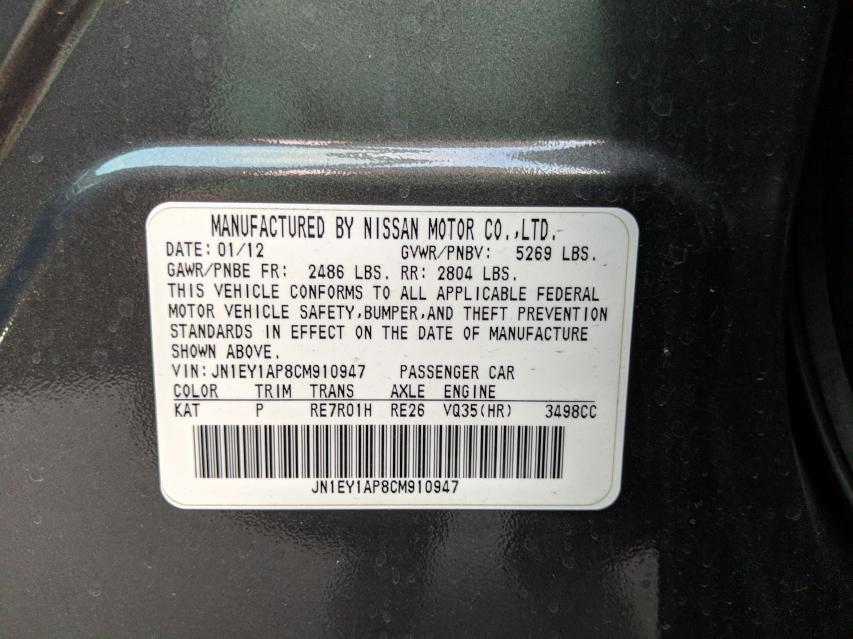 MANUFACTURED BY NISSAN MOTOR CO.,LTD.
DATE: 01/12 GVWR/PNBV: 5269 LBS.
GAWR/PNBE FR: 2486 LBS. RR: 2804 LBS.
THIS VEHICLE CONFORMS TO ALL APPLICABLE FEDERAL
MOTOR VEHICLE SAFETY,BUMPER,AND THEFT PREVENTION
STANDARDS IN EFFECT ON THE DATE OF MANUFACTURE
SHOWN ABOVE.
VIN: JN1EY1AP8CM910947 PASSENGER CAR
COLOR TRIM TRANS AXLE ENGINE
KAT P RE7R01H RE26 VQ35(HR) 3498CC
JN1EY1AP8CM910947